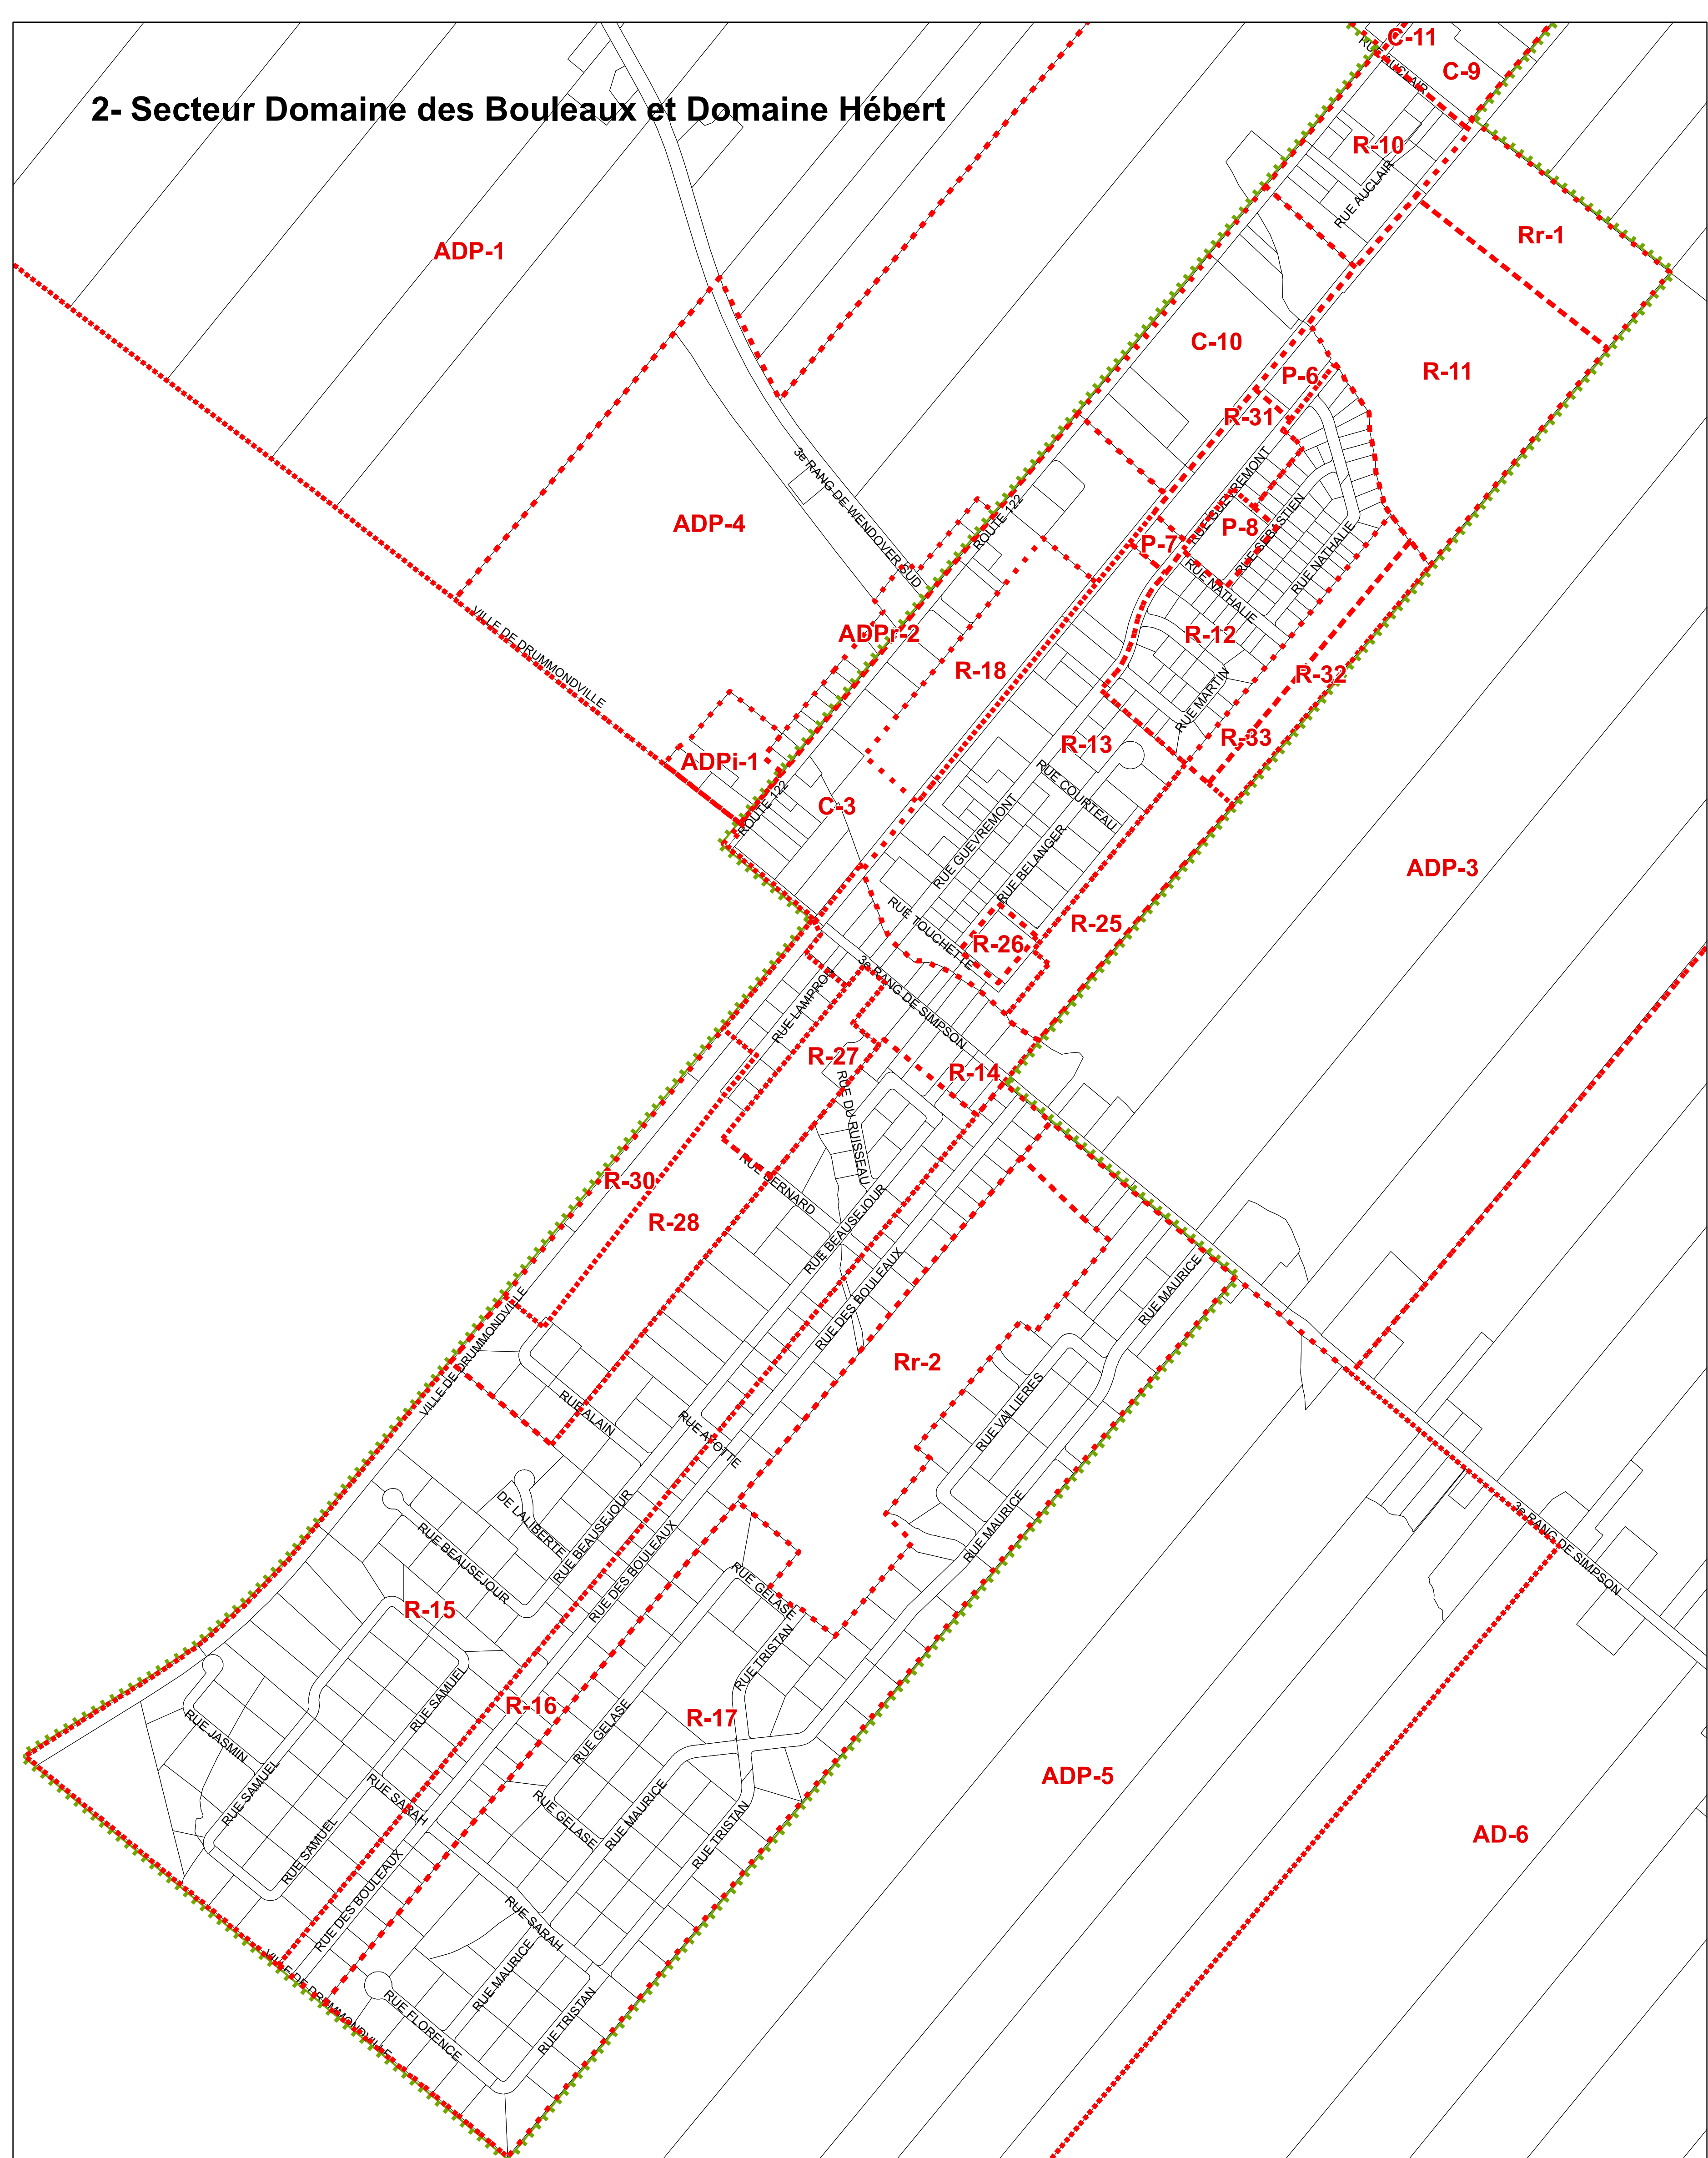 C-11
RUE AUCLAIR
C-9
2- Secteur Domaine des Bouleaux et Domaine Hébert
R-10
RUE AUCLAIR
Rr-1
ADP-1
C-10
R-11
P-6
R-31
3e RANG DE WENDOVER SUD
RUE GUEVREMONT
ROUTE 122
ADP-4
P-8
RUE SEBASTIEN
P-7
RUE NATHALIE
RUE NATHALIE
VILLE DE DRUMMONDVILLE
ADPr-2
R-12
R-18
R-32
RUE MARTIN
R-33
R-13
ADPi-1
ROUTE 122
C-3
RUE COURTEAU
RUE GUEVREMONT
RUE BELANGER
ADP-3
RUE TOUCHETTE
R-25
R-26
3e RANG DE SIMPSON
RUE LAMPRON
R-27
R-14
RUE DU RUISSEAU
R-30
RUE BERNARD
R-28
RUE BEAUSEJOUR
RUE DES BOULEAUX
RUE MAURICE
VILLE DE DRUMMONDVILLE
Rr-2
RUE VALLIERES
RUE ALAIN
RUE AYOTTE
DE LALIBERTE
RUE BEAUSEJOUR
RUE BEAUSEJOUR
RUE DES BOULEAUX
RUE MAURICE
3e RANG DE SIMPSON
RUE GELASE
R-15
RUE TRISTAN
RUE SAMUEL
R-16
R-17
RUE GELASE
RUE JASMIN
RUE SAMUEL
RUE SARAH
RUE GELASE
RUE MAURICE
RUE TRISTAN
ADP-5
AD-6
RUE SAMUEL
RUE DES BOULEAUX
RUE SARAH
VILLE DE DRUMMONDVILLE
RUE MAURICE
RUE FLORENCE
RUE TRISTAN